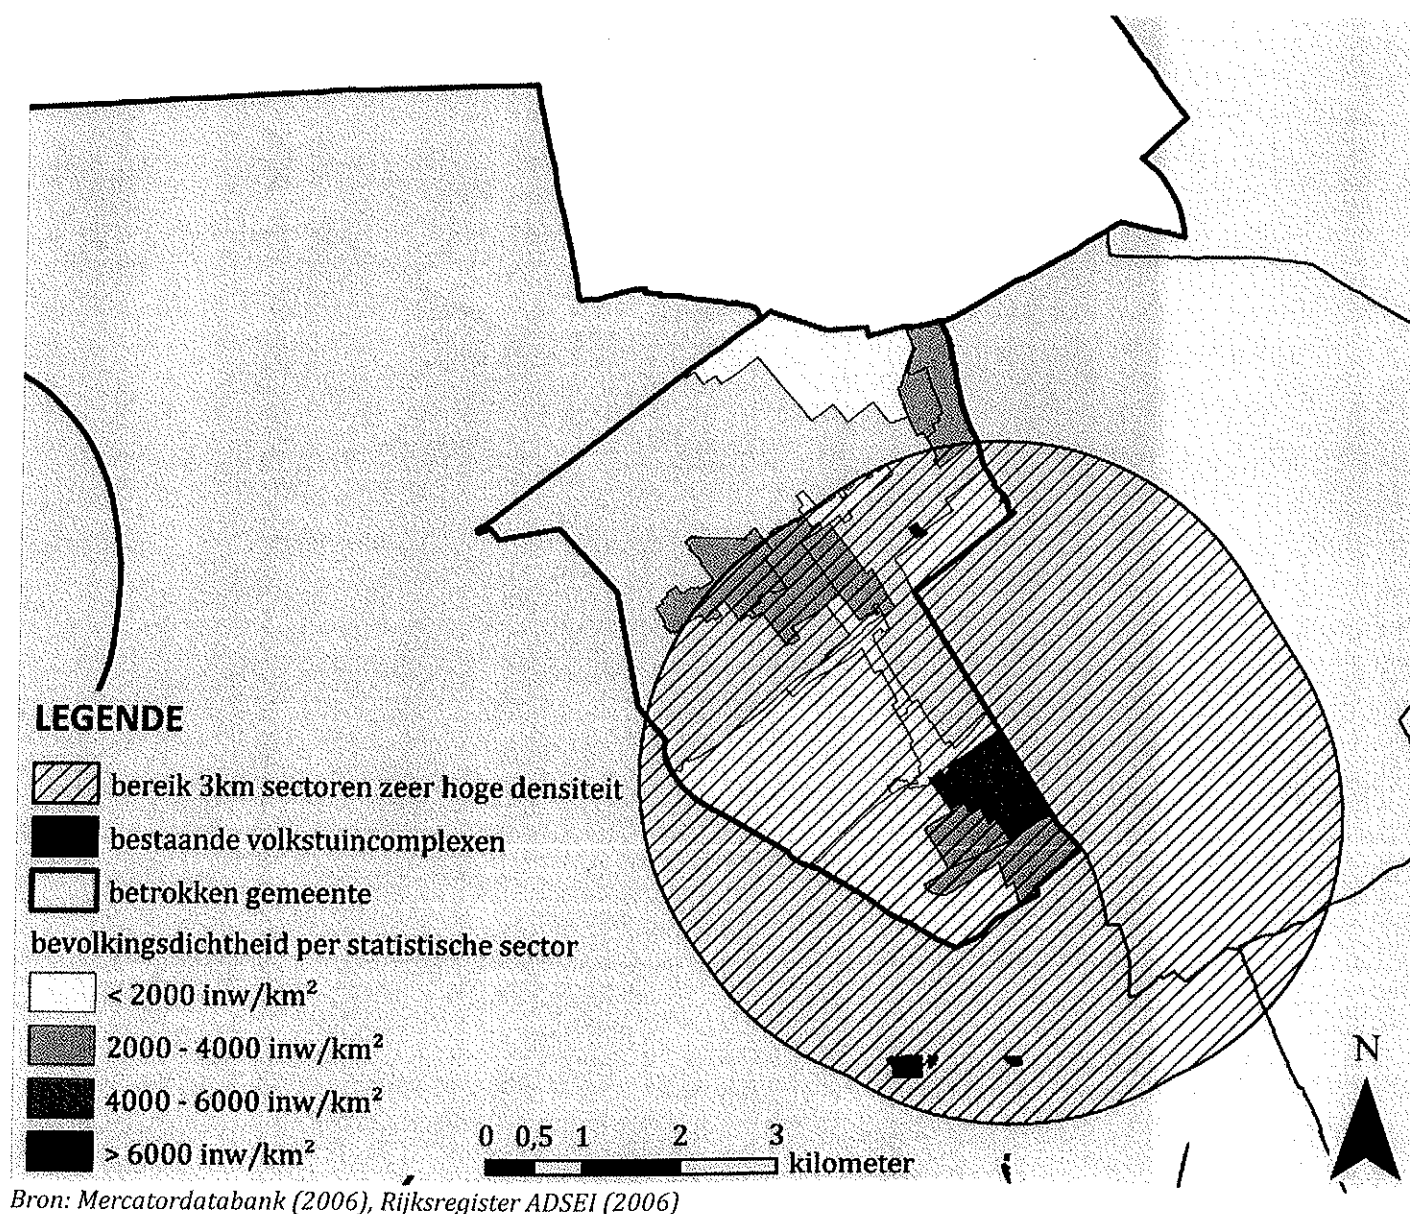 LEGENDE
bereik 3km sectoren zeer hoge densiteit
bestaande volkstuincomplexen
betrokken gemeente
bevolkingsdichtheid per statistische sector
< 2000 inw/km²
2000 - 4000 inw/km²
4000 - 6000 inw/km²
> 6000 inw/km²
0 0,5 1 2 3
kilometer
N
Bron: Mercatordatabank (2006), Rijksregister ADSEI (2006)